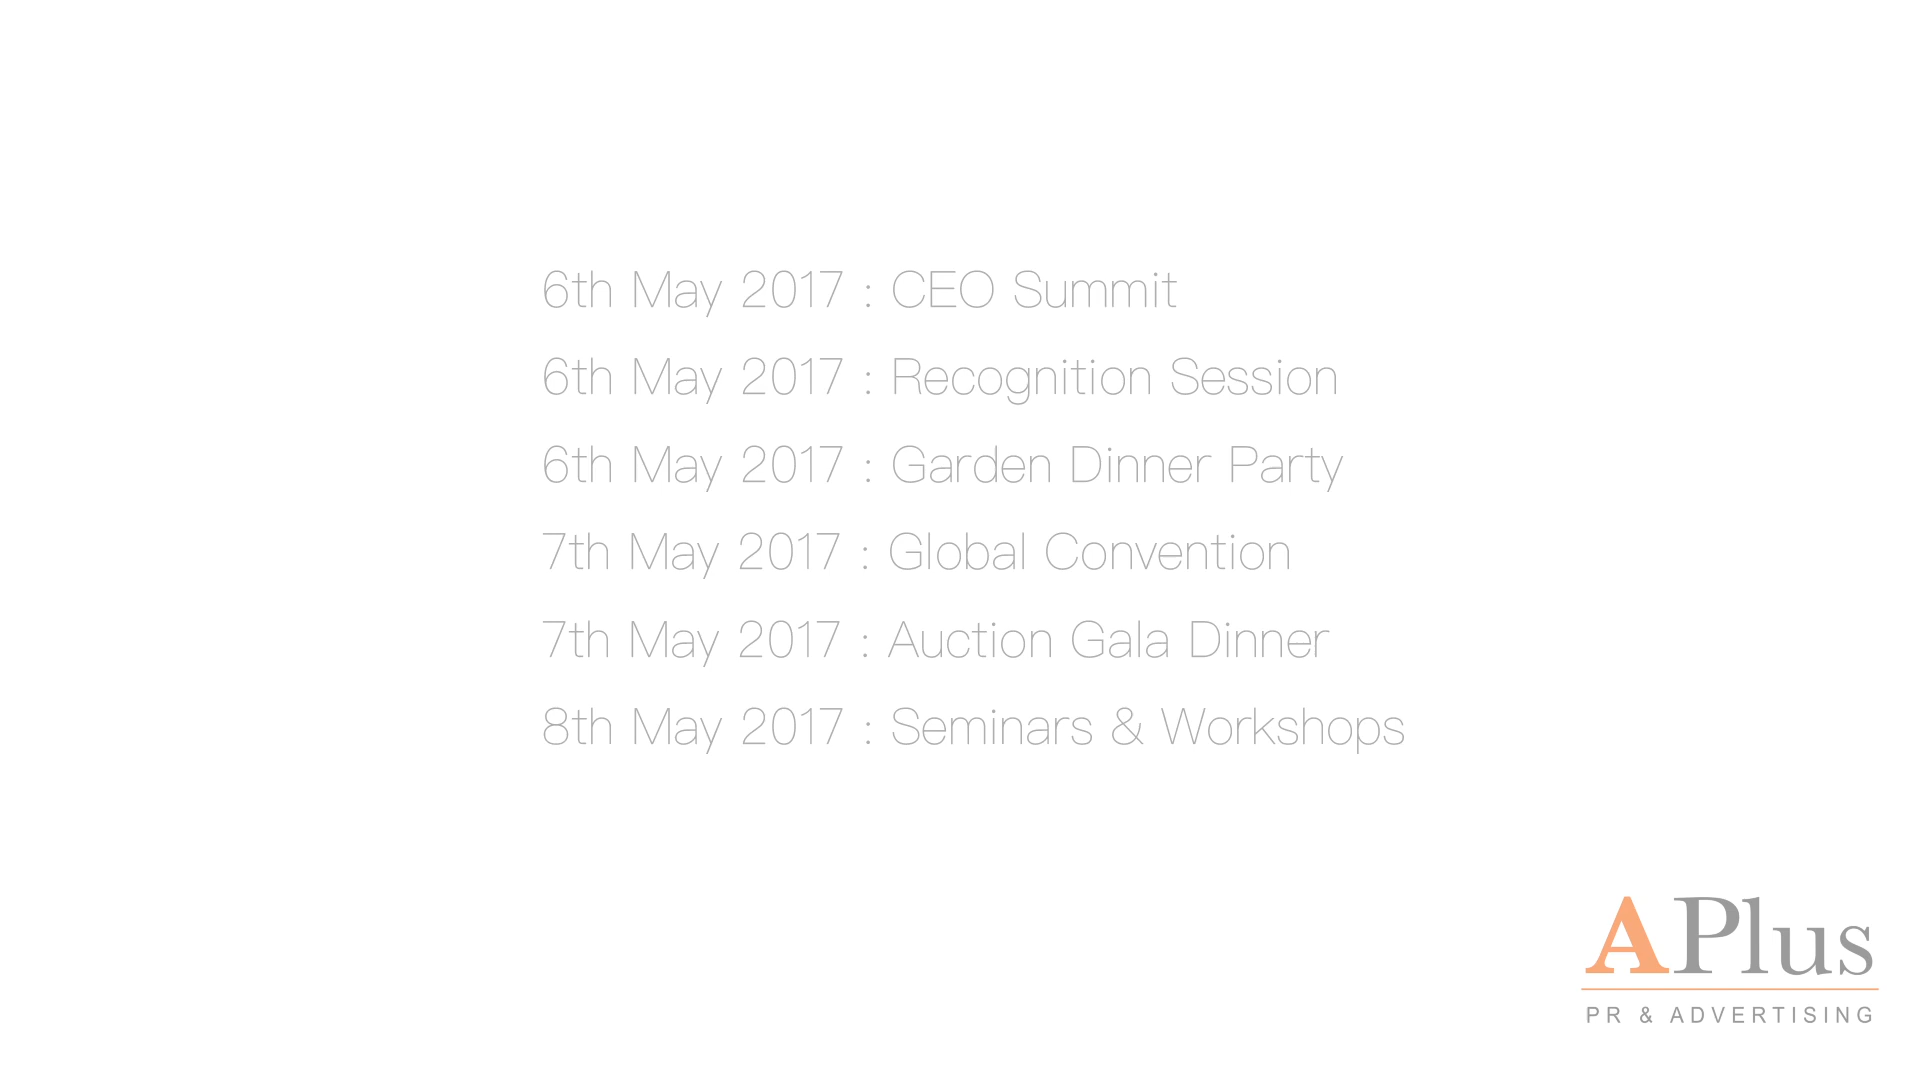 6th May 2017 : CEO Summit
6th May 2017 : Recognition Session
6th May 2017 : Garden Dinner Party
7th May 2017 : Global Convention
7th May 2017 : Auction Gala Dinner
8th May 2017 : Seminars & Workshops
APlus
PR & ADVERTISING